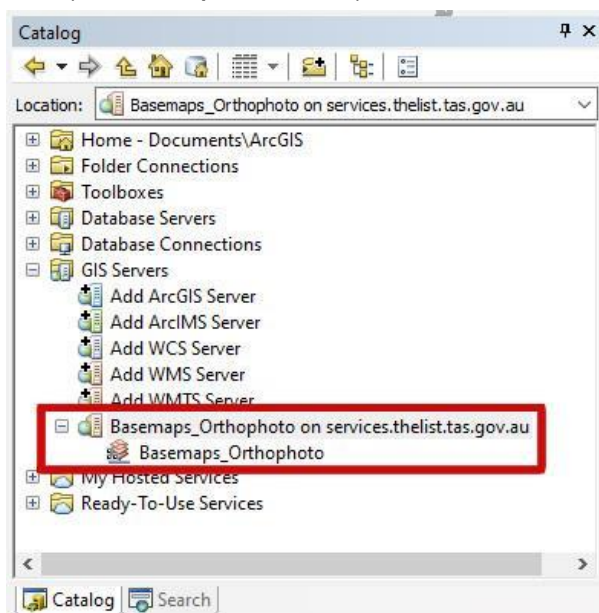 Catalog
Location: Basemaps_Orthophoto on services.thelist.tas.gov.au
Home - Documents\ArcGIS
Folder Connections
Toolboxes
Database Servers
Database Connections
GIS Servers
Add ArcGIS Server
Add ArcIMS Server
Add WCS Server
Add WMS Server
Add WMTS Server
Basemaps_Orthophoto on services.thelist.tas.gov.au
Basemaps_Orthophoto
My Hosted Services
Ready-To-Use Services
Catalog Search